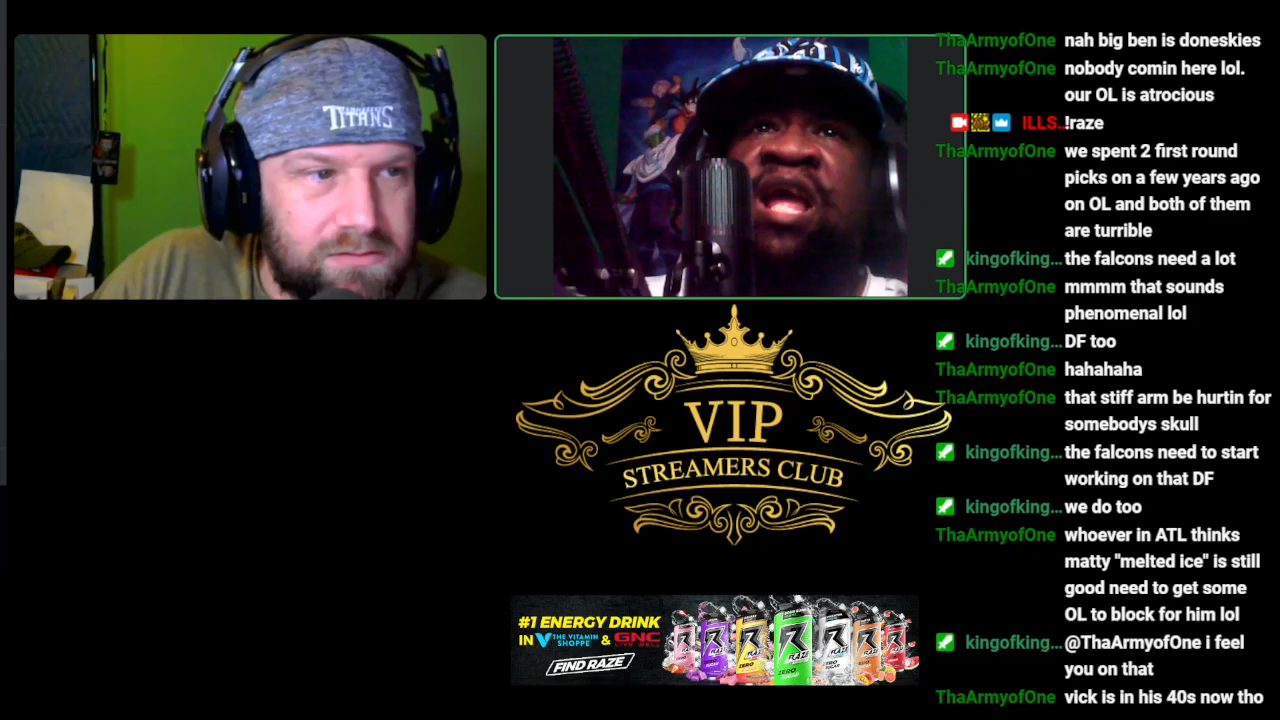 TITANS
ThaArmyofOne nah big ben is doneskies
ThaArmyofOne nobody comin here lol.
our OL is atrocious
ILLS... !raze
ThaArmyofOne we spent 2 first round
picks on a few years ago
on OL and both of them
are turrible
kingofking... the falcons need a lot
ThaArmyofOne mmmm that sounds
phenomenal lol
kingofking... DF too
ThaArmyofOne hahahaha
ThaArmyofOne that stiff arm be hurtin for
somebodys skull
kingofking... the falcons need to start
working on that DF
kingofking... we do too
ThaArmyofOne whoever in ATL thinks
matty "melted ice" is still
good need to get some
OL to block for him lol
kingofking... @ThaArmyofOne i feel
you on that
ThaArmyofOne vick is in his 40s now tho
VIP
STREAMERS CLUB
#1 ENERGY DRINK
IN THE VITAMIN SHOPPE & GNC
LIVE WELL
FIND RAZE